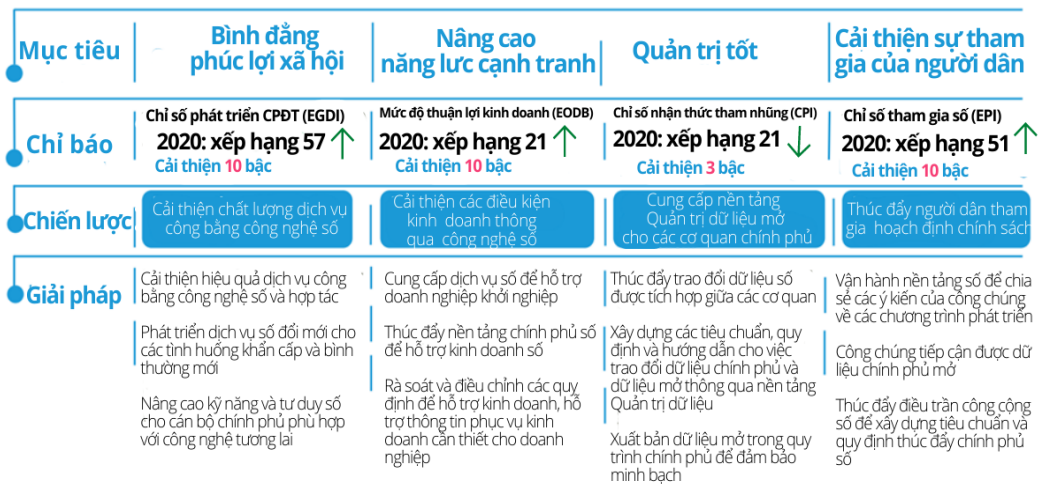 Mục tiêu
Bình đẳng
phúc lợi xã hội
Nâng cao
năng lưc cạnh tranh
Quản trị tốt
Cải thiện sự tham
gia của người dân
Chỉ báo
Chỉ số phát triển CPĐT (EGDI)
2020: xếp hạng 57
Cải thiện 10 bậc
Mức độ thuận lợi kinh doanh (EODB)
2020: xếp hạng 21
Cải thiện 10 bậc
Chỉ số nhận thức tham nhũng (CPI)
2020: xếp hạng 21
Cải thiện 3 bậc
Chỉ số tham gia số (EPI)
2020: xếp hạng 51
Cải thiện 10 bậc
Chiến lược
Cải thiện chất lượng dịch vụ
công bằng công nghệ số
Cải thiện các điều kiện
kinh doanh thông
qua công nghệ số
Cung cấp nền tảng
Quản trị dữ liệu mở
cho các cơ quan chính phủ
Thúc đẩy người dân tham
gia hoạch định chính sách
Giải pháp
Cải thiện hiệu quả dịch vụ công
bằng công nghệ số và hợp tác
Phát triển dịch vụ số đổi mới cho
các tình huống khẩn cấp và bình
thường mới
Nâng cao kỹ năng và tư duy số
cho cán bộ chính phủ phù hợp
với công nghệ tương lai
Cung cấp dịch vụ số để hỗ trợ
doanh nghiệp khởi nghiệp
Thúc đẩy nền tảng chính phủ số
để hỗ trợ kinh doanh số
Rà soát và điều chỉnh các quy
định để hỗ trợ kinh doanh, hỗ
trợ thông tin phục vụ kinh
doanh cần thiết cho doanh
nghiệp
Thúc đẩy trao đổi dữ liệu số
được tích hợp giữa các cơ quan
Xây dựng các tiêu chuẩn, quy
định và hướng dẫn cho việc
trao đổi dữ liệu chính phủ và
dữ liệu mở thông qua nền tảng
Quản trị dữ liệu
Xuất bản dữ liệu mở trong quy
trình chính phủ để đảm bảo
minh bạch
Vận hành nền tảng số để chia
sẻ các ý kiến của công chúng
về các chương trình phát triển
Công chúng tiếp cận được dữ
liệu chính phủ mở
Thúc đẩy điều trần công cộng
số để xây dựng tiêu chuẩn và
quy định thúc đẩy chính phủ
số